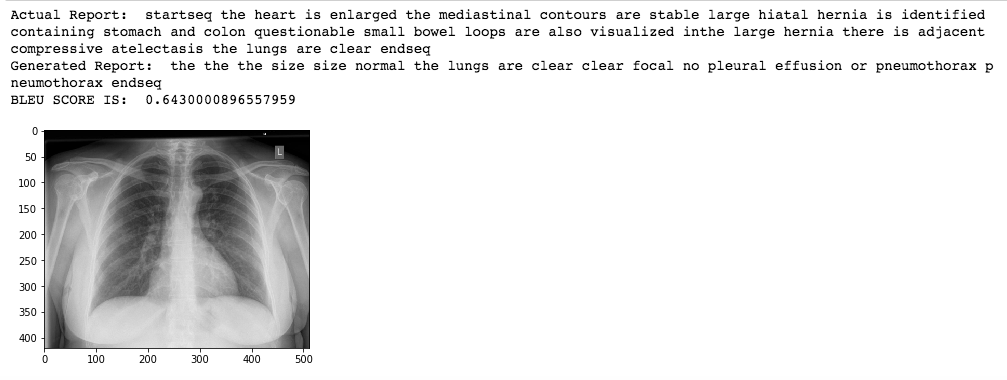 Actual Report:  startseq the heart is enlarged the mediastinal contours are stable large hiatal hernia is identified
containing stomach and colon questionable small bowel loops are also visualized inthe large hernia there is adjacent
compressive atelectasis the lungs are clear endseq
Generated Report:  the the the size size normal the lungs are clear clear focal no pleural effusion or pneumothorax p
neumothorax endseq
BLEU SCORE IS:  0.6430000896557959
0
L
50
100
150
200
250
300
350
400
0 100 200 300 400 500